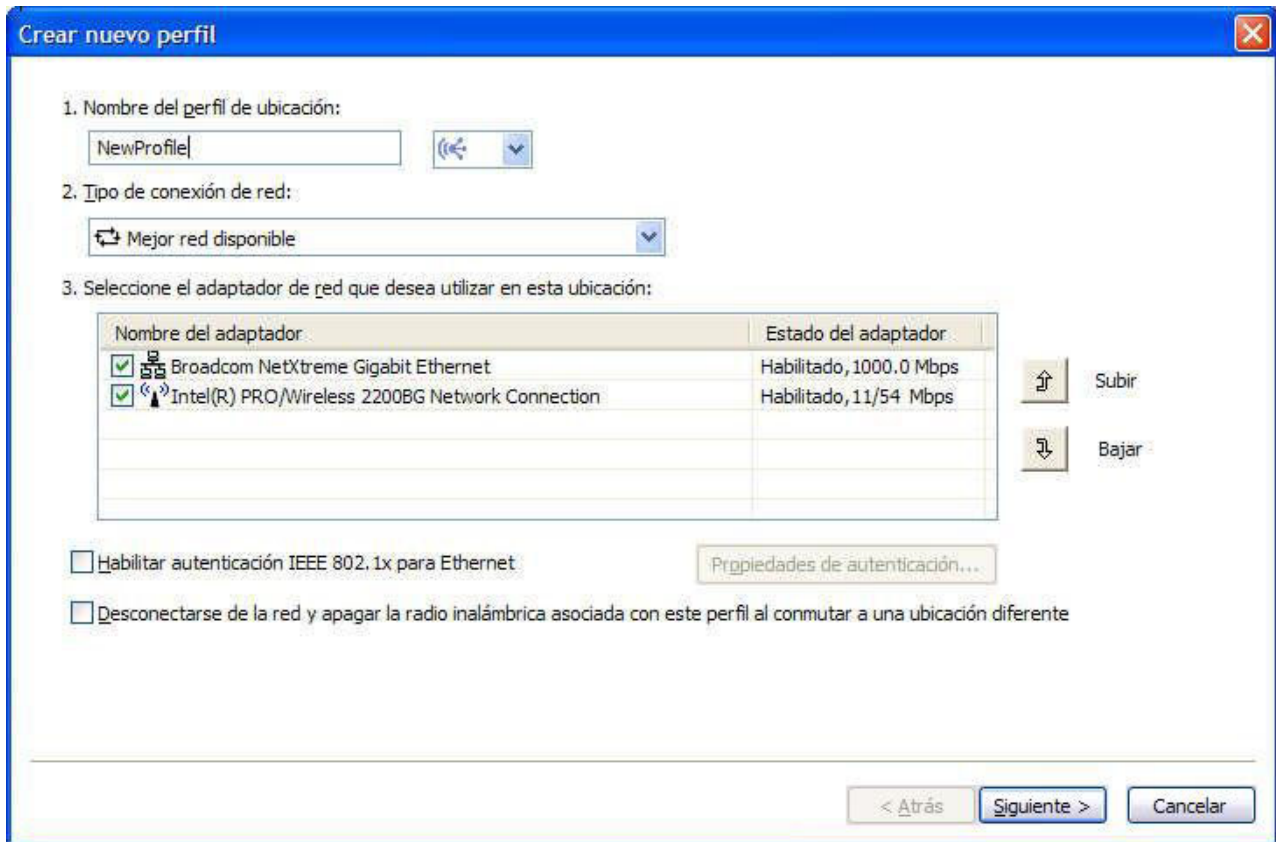 Crear nuevo perfil
1. Nombre del perfil de ubicación:
NewProfile
2. Tipo de conexión de red:
Mejor red disponible
3. Seleccione el adaptador de red que desea utilizar en esta ubicación:
Nombre del adaptador Estado del adaptador
Broadcom NetXtreme Gigabit Ethernet Habilitado,1000.0 Mbps
Intel(R) PRO/Wireless 2200BG Network Connection Habilitado,11/54 Mbps
Subir
Bajar
Habilitar autenticación IEEE 802.1x para Ethernet Propiedades de autenticación...
Desconectarse de la red y apagar la radio inalámbrica asociada con este perfil al conmutar a una ubicación diferente
< Atrás Siguiente > Cancelar